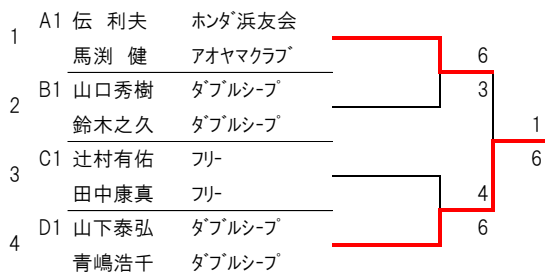 A1 伝 利夫 ホンダ浜友会
1
馬渕 健 アオヤマクラブ 6
B1 山口秀樹 ダブルシープ 3
2
鈴木之久 ダブルシープ 1
C1 辻村有佑 フリー 6
3
田中康真 フリー 4
D1 山下泰弘 ダブルシープ 6
4
青嶋浩千 ダブルシープ